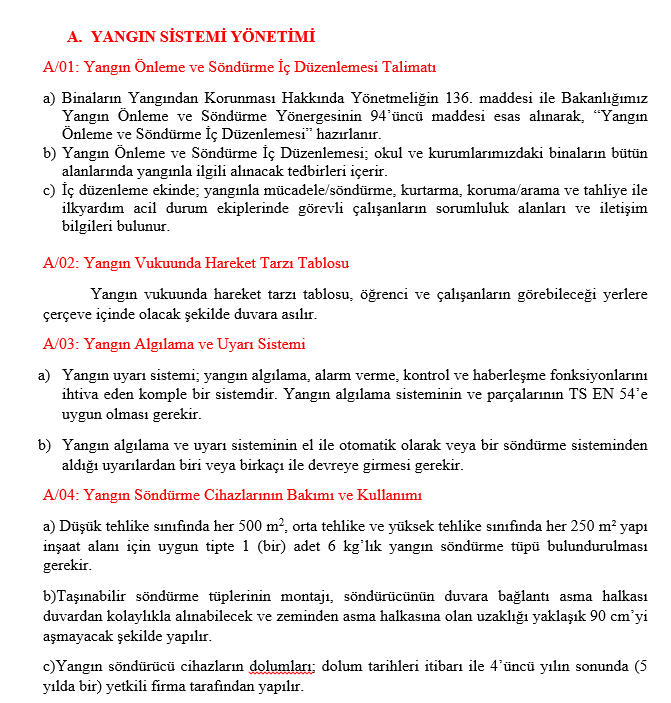 A. YANGIN SİSTEMİ YÖNETİMİ
A/01: Yangın Önleme ve Söndürme İç Düzenlemesi Talimatı
a) Binaların Yangından Korunması Hakkında Yönetmeliğin 136. maddesi ile Bakanlığımız
Yangın Önleme ve Söndürme Yönergesinin 94’üncü maddesi esas alınarak, “Yangın
Önleme ve Söndürme İç Düzenlemesi” hazırlanır.
b) Yangın Önleme ve Söndürme İç Düzenlemesi; okul ve kurumlarımızdaki binaların bütün
alanlarında yangınla ilgili alınacak tedbirleri içerir.
c) İç düzenleme ekinde; yangınla mücadele/söndürme, kurtarma, koruma/arama ve tahliye ile
ilkyardım acil durum ekiplerinde görevli çalışanların sorumluluk alanları ve iletişim
bilgileri bulunur.
A/02: Yangın Vukuunda Hareket Tarzı Tablosu
Yangın vukuunda hareket tarzı tablosu, öğrenci ve çalışanların görebileceği yerlere
çerçeve içinde olacak şekilde duvara asılır.
A/03: Yangın Algılama ve Uyarı Sistemi
a) Yangın uyarı sistemi; yangın algılama, alarm verme, kontrol ve haberleşme fonksiyonlarını
ihtiva eden komple bir sistemdir. Yangın algılama sisteminin ve parçalarının TS EN 54’e
uygun olması gerekir.
b) Yangın algılama ve uyarı sisteminin el ile otomatik olarak veya bir söndürme sisteminden
aldığı uyarılardan biri veya birkaçı ile devreye girmesi gerekir.
A/04: Yangın Söndürme Cihazlarının Bakımı ve Kullanımı
a) Düşük tehlike sınıfında her 500 m², orta tehlike ve yüksek tehlike sınıfında her 250 m² yapı
inşaat alanı için uygun tipte 1 (bir) adet 6 kg’lık yangın söndürme tüpü bulundurulması
gerekir.
b)Taşınabilir söndürme tüplerinin montajı, söndürücünün duvara bağlantı asma halkası
duvardan kolaylıkla alınabilecek ve zeminden asma halkasına olan uzaklığı yaklaşık 90 cm’yi
aşmayacak şekilde yapılır.
c)Yangın söndürücü cihazların dolumları; dolum tarihleri itibarı ile 4’üncü yılın sonunda (5
yılda bir) yetkili firma tarafından yapılır.